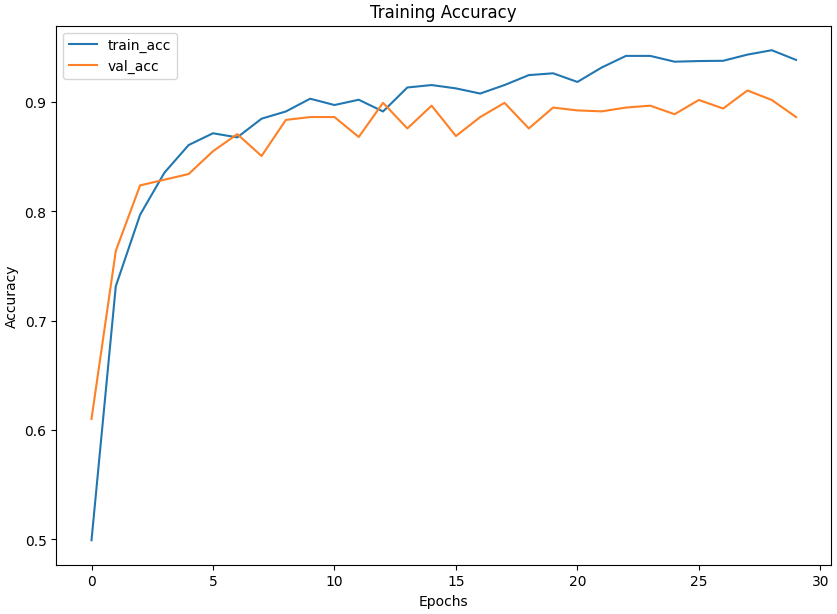 Training Accuracy
train_acc
val_acc
Accuracy
0.9
0.8
0.7
0.6
0.5
0 5 10 15 20 25 30
Epochs